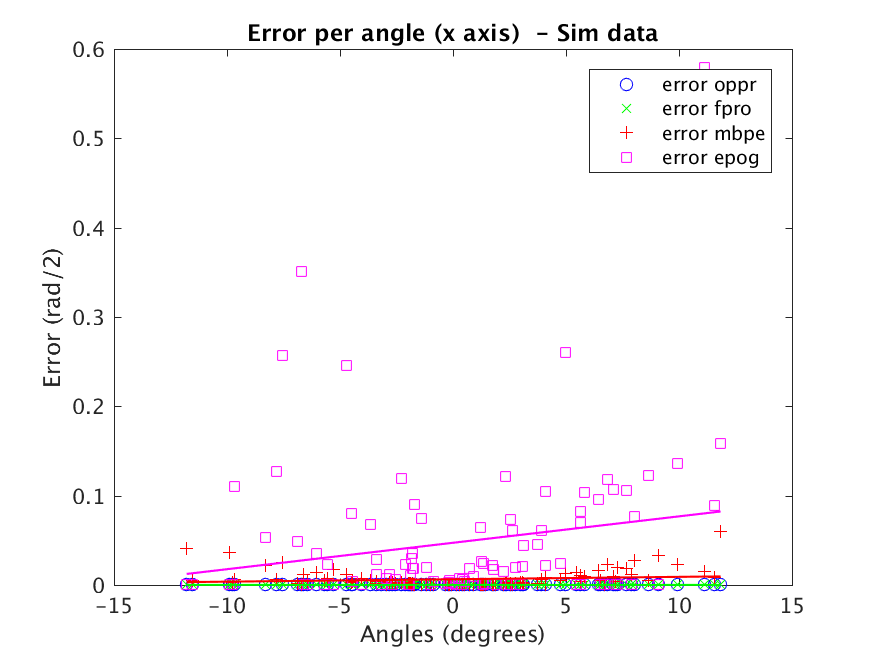 Error per angle (x axis)  - Sim data
0.6
0.5
0.4
0.3
0.2
0.1
0
Error (rad/2)
error oppr
error fpro
error mbpe
error epog
-15
-10
-5
0
5
10
15
Angles (degrees)